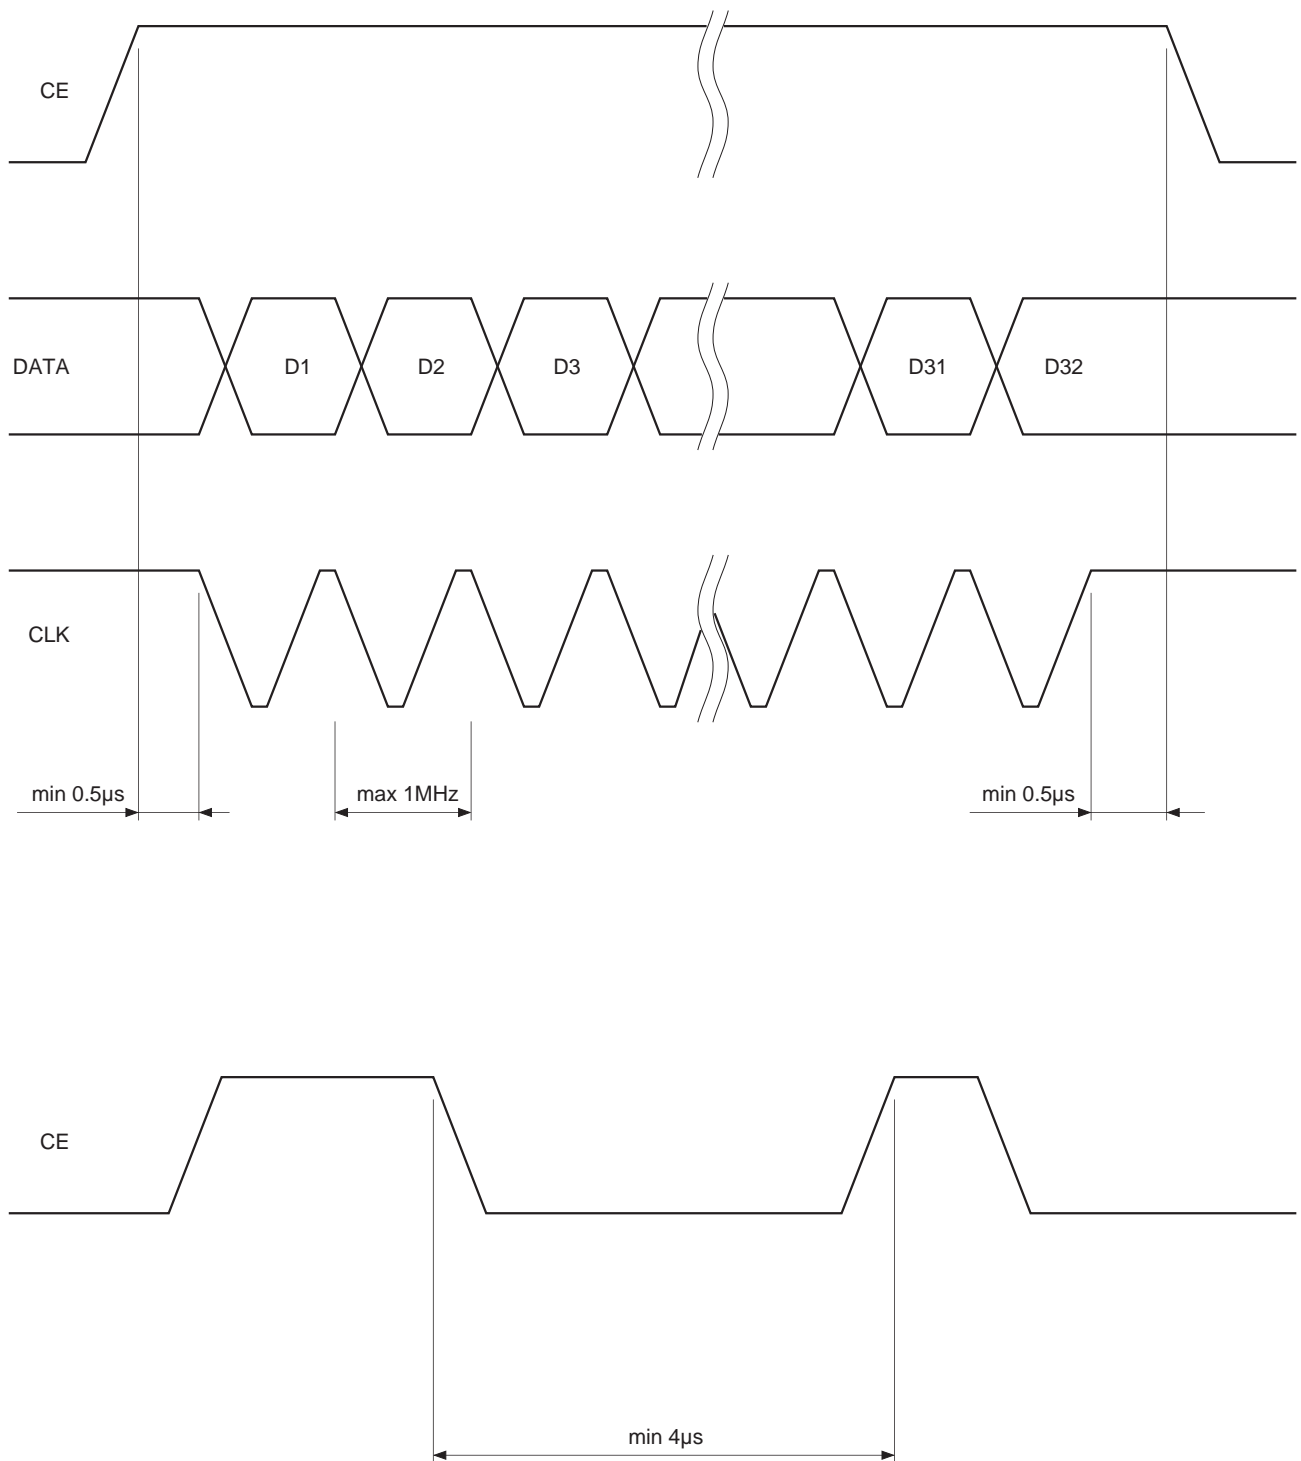 CE
DATA
D1
D2
D3
D31
D32
CLK
min 0.5µs
max 1MHz
min 0.5µs
CE
min 4µs